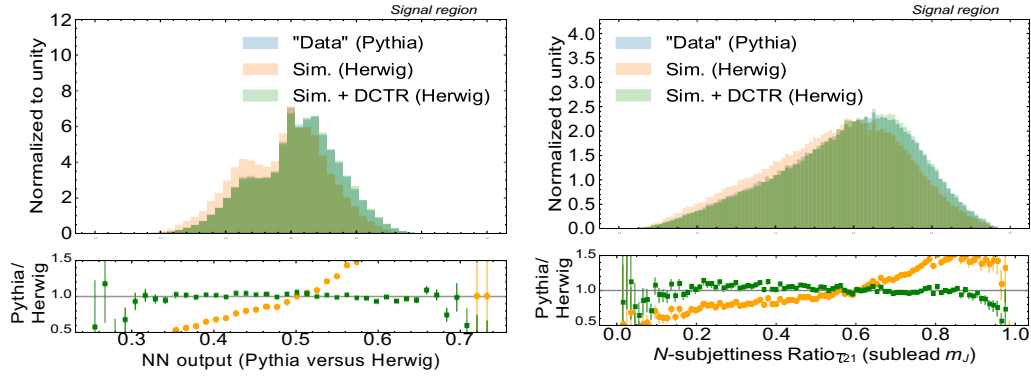 Signal region
12
10
8
6
4
2
0
Normalized to unity
"Data" (Pythia)
Sim. (Herwig)
Sim. + DCTR (Herwig)
1.5
1.0
0.5
Pythia/
Herwig
0.3 0.4 0.5 0.6 0.7
NN output (Pythia versus Herwig)
Signal region
4.0
3.5
3.0
2.5
2.0
1.5
1.0
0.5
0.0
Normalized to unity
"Data" (Pythia)
Sim. (Herwig)
Sim. + DCTR (Herwig)
1.5
1.0
0.5
Pythia/
Herwig
0.0 0.2 0.4 0.6 0.8 1.0
N-subjettiness Ratio τ21 (sublead mJ)